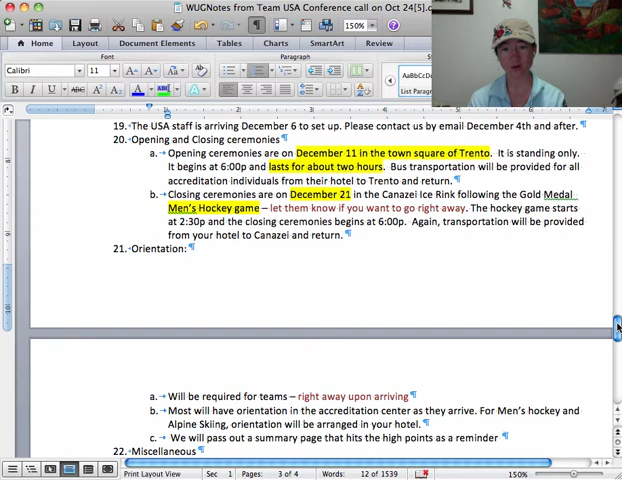 WUGNotes from Team USA Conference call on Oct 24[5].
150%
Home Layout Document Elements Tables Charts SmartArt Review
Font Paragraph
Calibri 11
B I U ABC A ABC A
AaBbCcDc
List Paragraph
19. The USA staff is arriving December 6 to set up. Please contact us by email December 4th and after.
20. Opening and Closing ceremonies
a. Opening ceremonies are on December 11 in the town square of Trento. It is standing only.
It begins at 6:00pm and lasts for about two hours. Bus transportation will be provided for all
accreditation individuals from their hotel to Trento and return.
b. Closing ceremonies are on December 21 in the Canazei Ice Rink following the Gold Medal
Men's Hockey game – let them know if you want to go right away. The hockey game starts
at 2:30pm and the closing ceremonies begins at 6:00pm. Again, transportation will be provided
from your hotel to Canazei and return.
21. Orientation:
a. Will be required for teams – right away upon arriving
b. Most will have orientation in the accreditation center as they arrive. For Men's hockey and
Alpine Skiing, orientation will be arranged in your hotel.
c. We will pass out a summary page that hits the high points as a reminder
22. Miscellaneous
Print Layout View Sec 1 Pages: 3 of 4 Words: 12 of 1539 150%